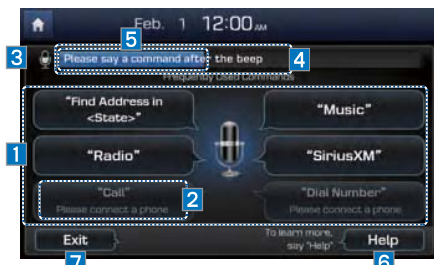 Feb. 1 12:00 AM
5
3
Please say a command after the beep
4
Frequently Used Commands
"Find Address in
<State>"
"Music"
1
"Radio"
"SiriusXM"
"Call"
Please connect a phone
2
"Dial Number"
Please connect a phone
Exit
To learn more,
say "Help"
Help
7
6